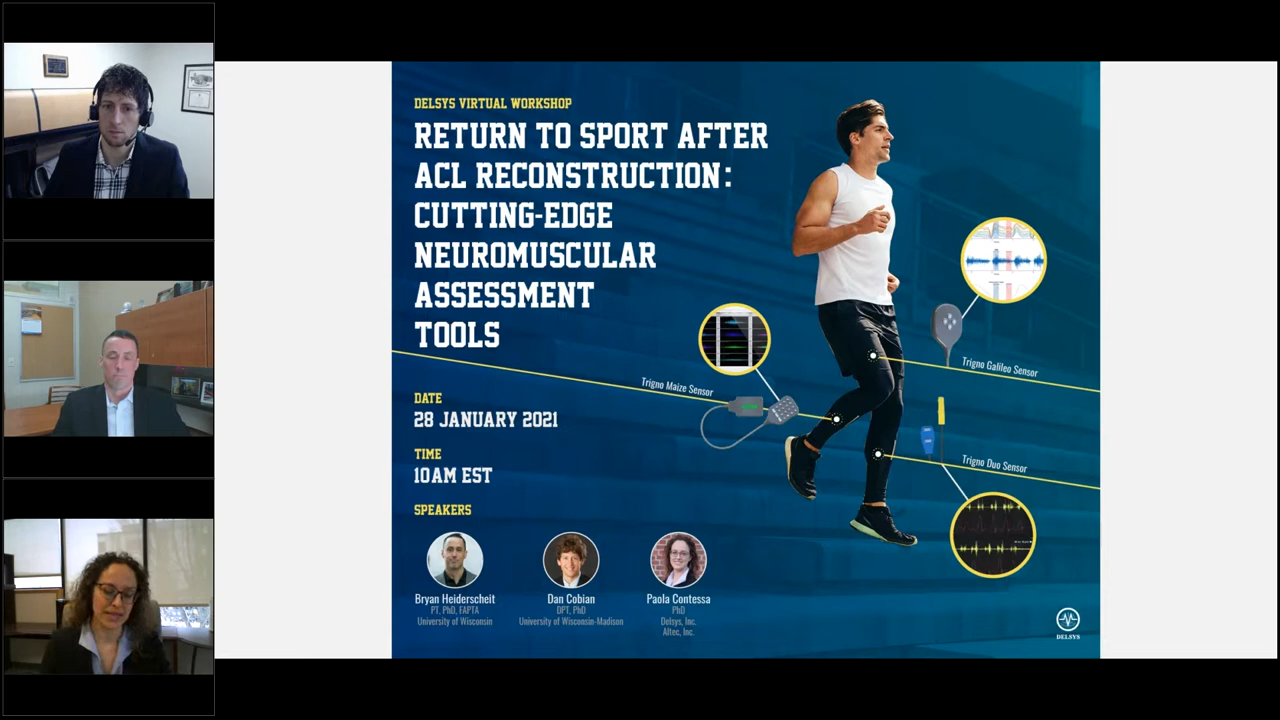 DELSYS VIRTUAL WORKSHOP
RETURN TO SPORT AFTER
ACL RECONSTRUCTION:
CUTTING-EDGE
NEUROMUSCULAR
ASSESSMENT
TOOLS
Trigno Galileo Sensor
Trigno Maize Sensor
DATE
28 JANUARY 2021
TIME
10AM EST
Trigno Duo Sensor
SPEAKERS
Bryan Heiderscheit
PT, PhD, FAPTA
University of Wisconsin
Dan Cobian
DPT, PhD
University of Wisconsin-Madison
Paola Contessa
PhD
Delsys, Inc.
Altec, Inc.
DELSYS